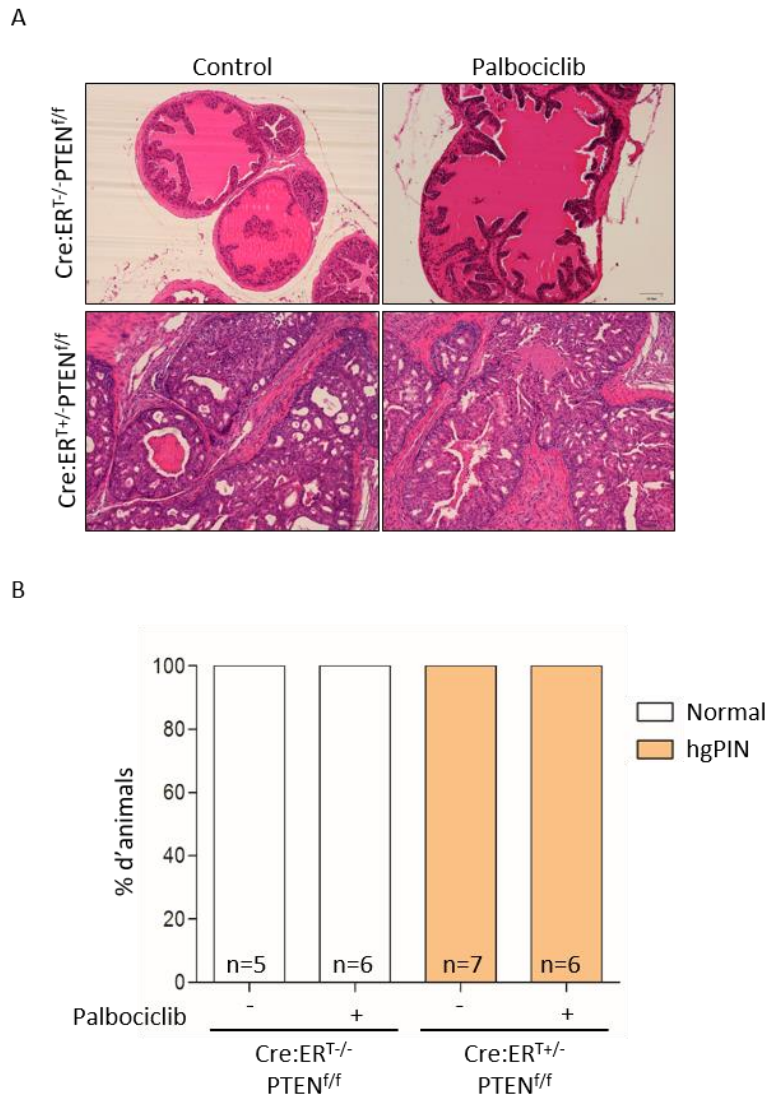 A
Control
Palbociclib
Cre:ERᵀ⁻/⁻PTENᶠ/ᶠ
Cre:ERᵀ⁺/⁻PTENᶠ/ᶠ
B
100
80
60
40
20
0
% d'animals
n=5
n=6
n=7
n=6
Normal
hgPIN
Palbociclib - + - +
Cre:ERᵀ⁻/⁻ Cre:ERᵀ⁺/⁻
PTENᶠ/ᶠ PTENᶠ/ᶠ